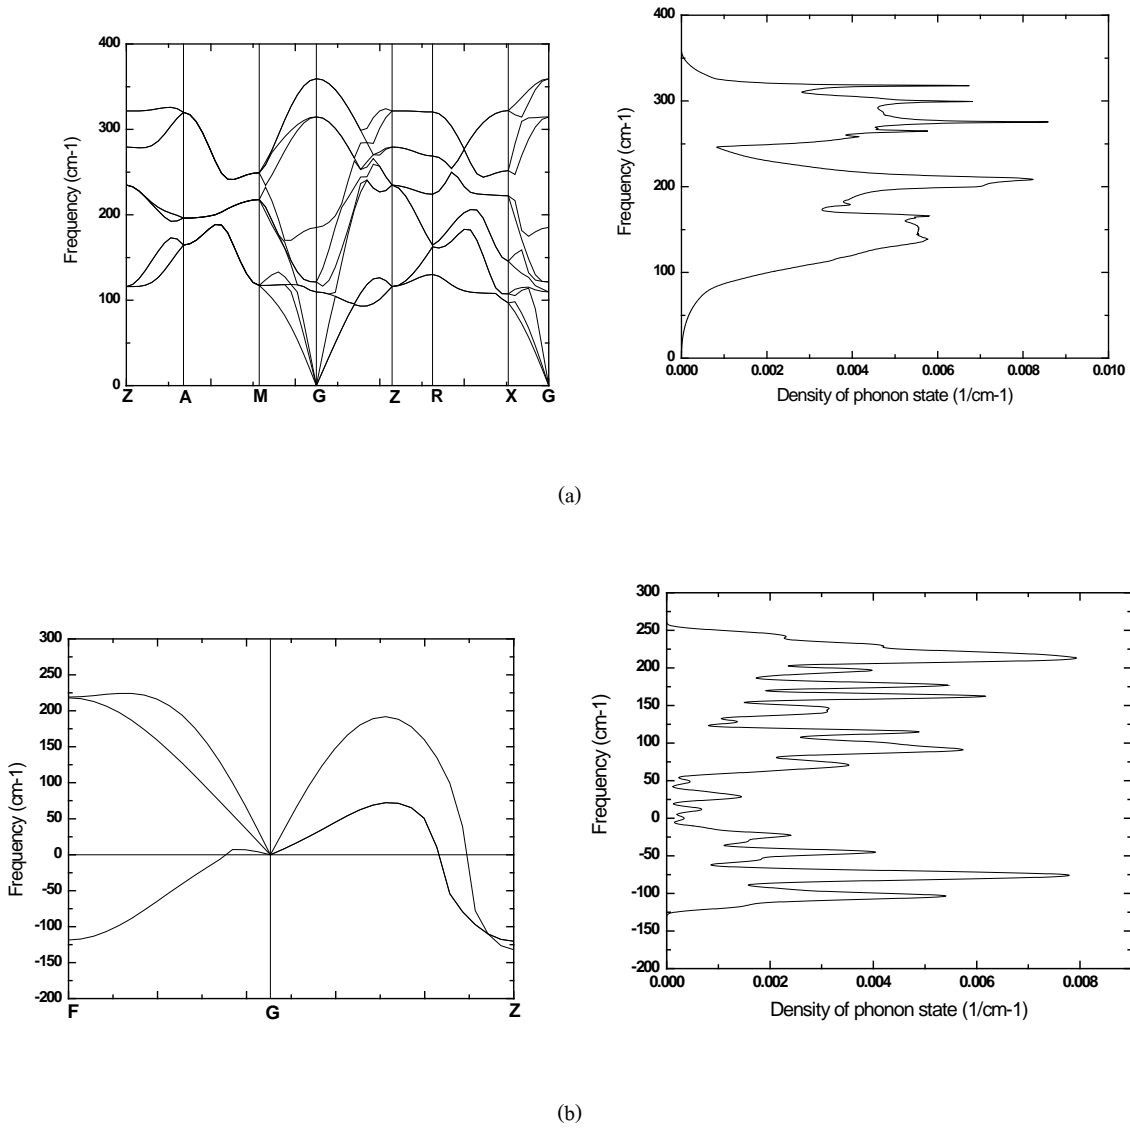 400
300
200
100
0
Frequency (cm-1)
Z A M G Z R X G
400
300
200
100
0
Frequency (cm-1)
0.000 0.002 0.004 0.006 0.008 0.010
Density of phonon state (1/cm-1)
(a)
300
250
200
150
100
50
0
-50
-100
-150
-200
Frequency (cm-1)
F G Z
300
250
200
150
100
50
0
-50
-100
-150
-200
Frequency (cm-1)
0.000 0.002 0.004 0.006 0.008
Density of phonon state (1/cm-1)
(b)